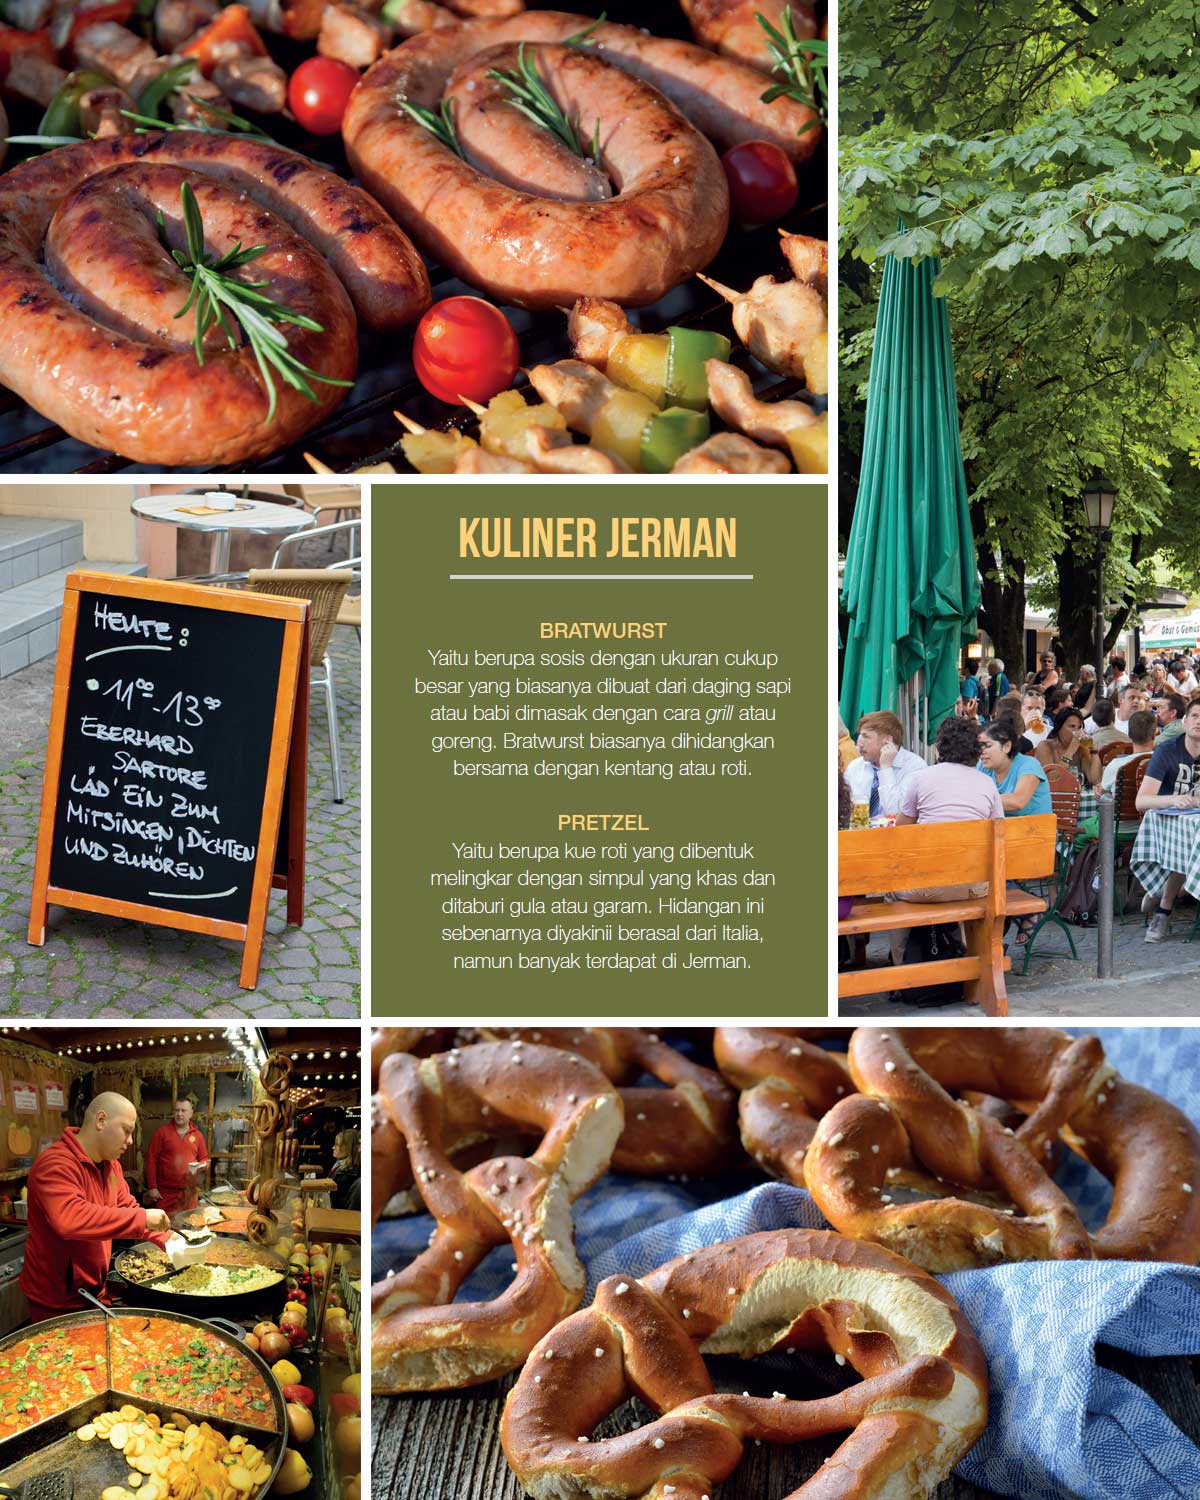 KULINER JERMAN
BRATWURST
Yaitu berupa sosis dengan ukuran cukup
besar yang biasanya dibuat dari daging sapi
atau babi dimasak dengan cara grill atau
goreng. Bratwurst biasanya dihidangkan
bersama dengan kentang atau roti.
PRETZEL
Yaitu berupa kue roti yang dibentuk
melingkar dengan simpul yang khas dan
ditaburi gula atau garam. Hidangan ini
sebenarnya diyakinii berasal dari Italia,
namun banyak terdapat di Jerman.
HEUTE:
• 11⁰⁰-13⁰⁰
EBERHARD
SARTORE
LÄD' EIN ZUM
MITSINGEN, DICHTEN
UND ZUHÖREN
Obst & Gemüs